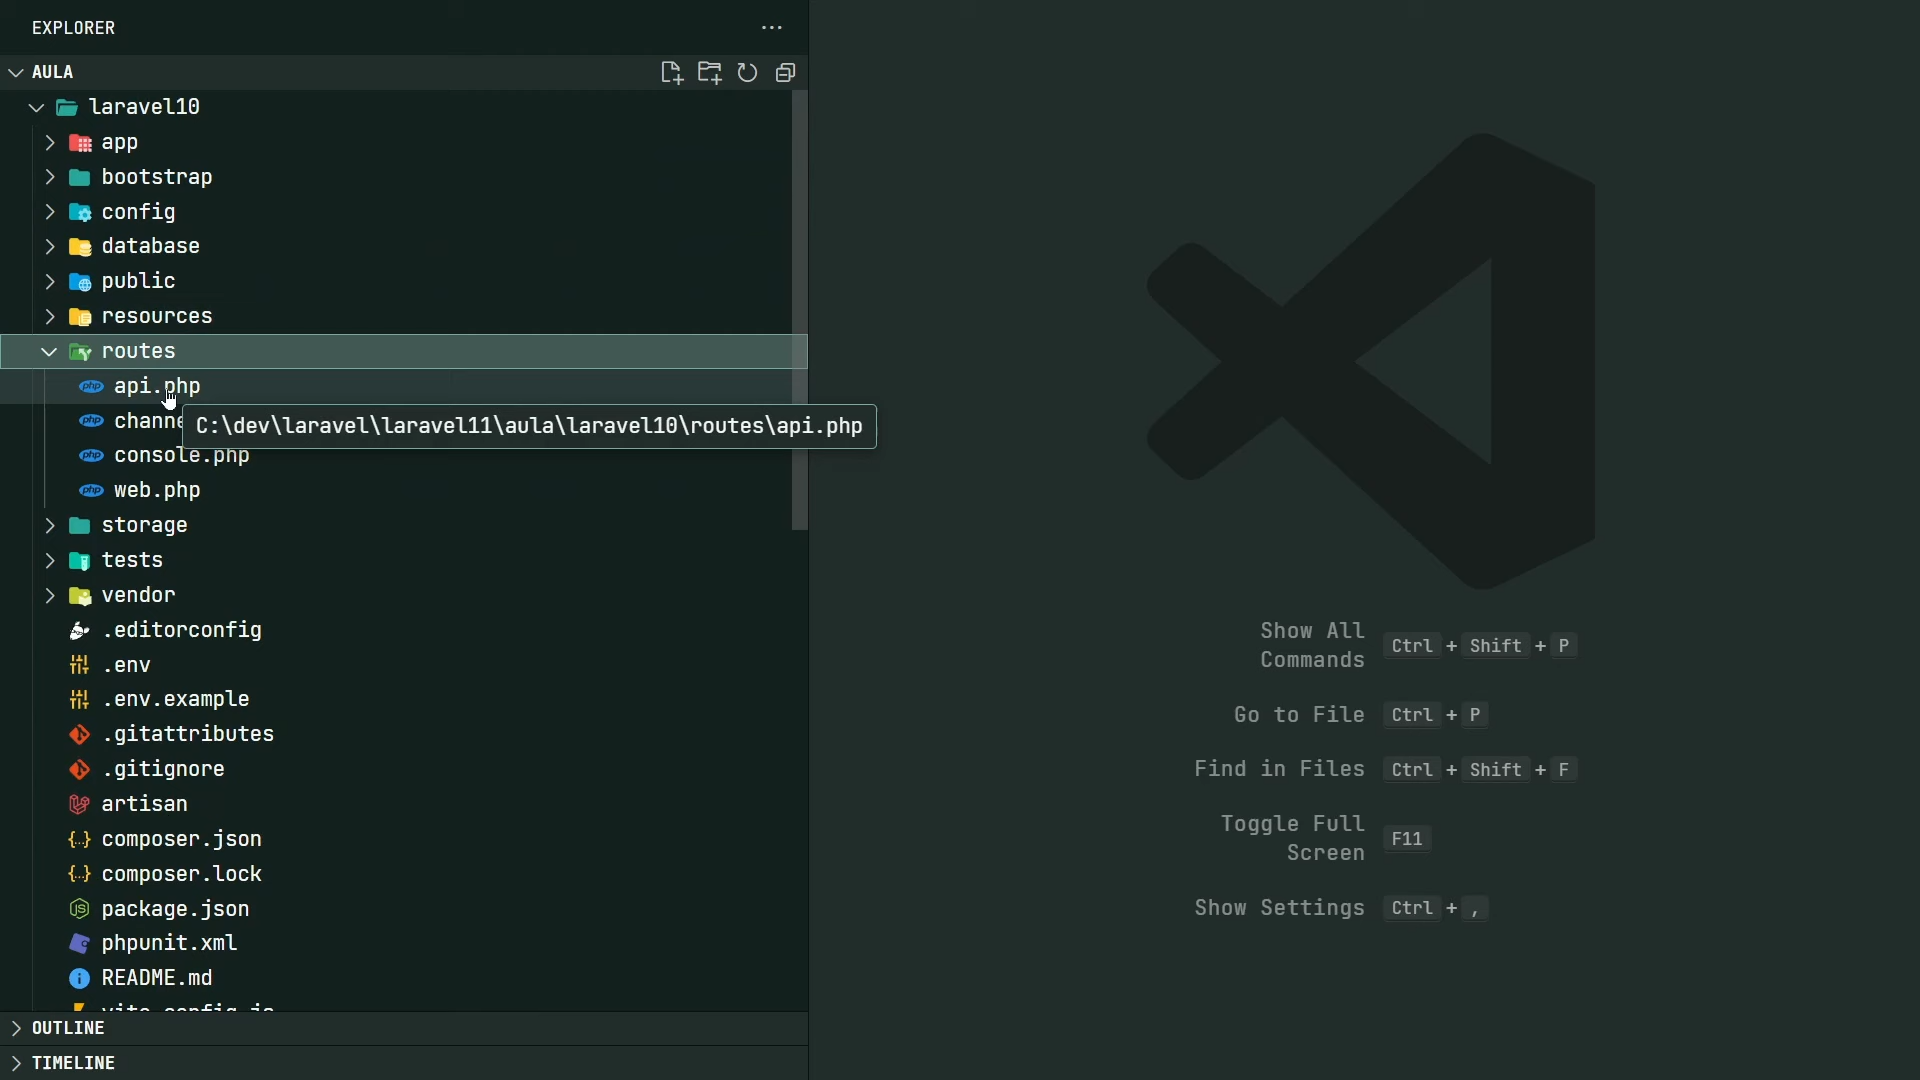 EXPLORER
AULA
laravel10
app
bootstrap
config
database
public
resources
routes
api.php
channe
C:\dev\laravel\laravel11\aula\laravel10\routes\api.php
console.php
web.php
storage
tests
vendor
.editorconfig
.env
.env.example
.gitattributes
.gitignore
artisan
composer.json
composer.lock
package.json
phpunit.xml
README.md
vite.config.js
OUTLINE
TIMELINE
Show All Commands Ctrl + Shift + P
Go to File Ctrl + P
Find in Files Ctrl + Shift + F
Toggle Full Screen F11
Show Settings Ctrl + ,